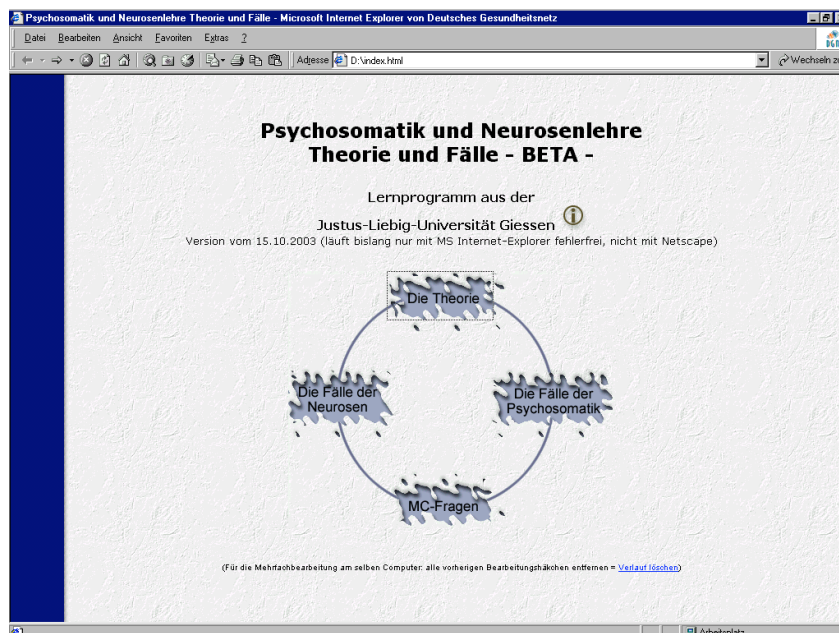 Psychosomatik und Neurosenlehre Theorie und Fälle - Microsoft Internet Explorer von Deutsches Gesundheitsnetz
Datei Bearbeiten Ansicht Favoriten Extras ?
Adresse D:\index.html Wechseln zu
Psychosomatik und Neurosenlehre
Theorie und Fälle - BETA -
Lernprogramm aus der
Justus-Liebig-Universität Giessen
Version vom 15.10.2003 (läuft bislang nur mit MS Internet-Explorer fehlerfrei, nicht mit Netscape)
Die Theorie
Die Fälle der
Neurosen
Die Fälle der
Psychosomatik
MC-Fragen
(Für die Mehrfachbearbeitung am selben Computer: alle vorherigen Bearbeitungshäkchen entfernen = Verlauf löschen)
Arbeitsplatz